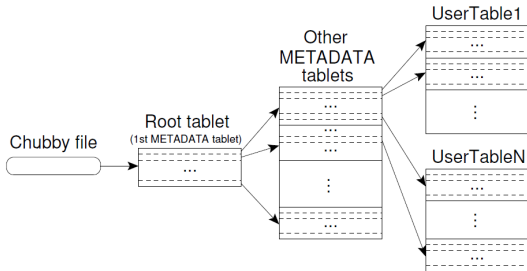 Chubby file
Root tablet
(1st METADATA tablet)
...
Other
METADATA
tablets
...
...
...
...
...
UserTable1
...
...
...
UserTableN
...
...
...